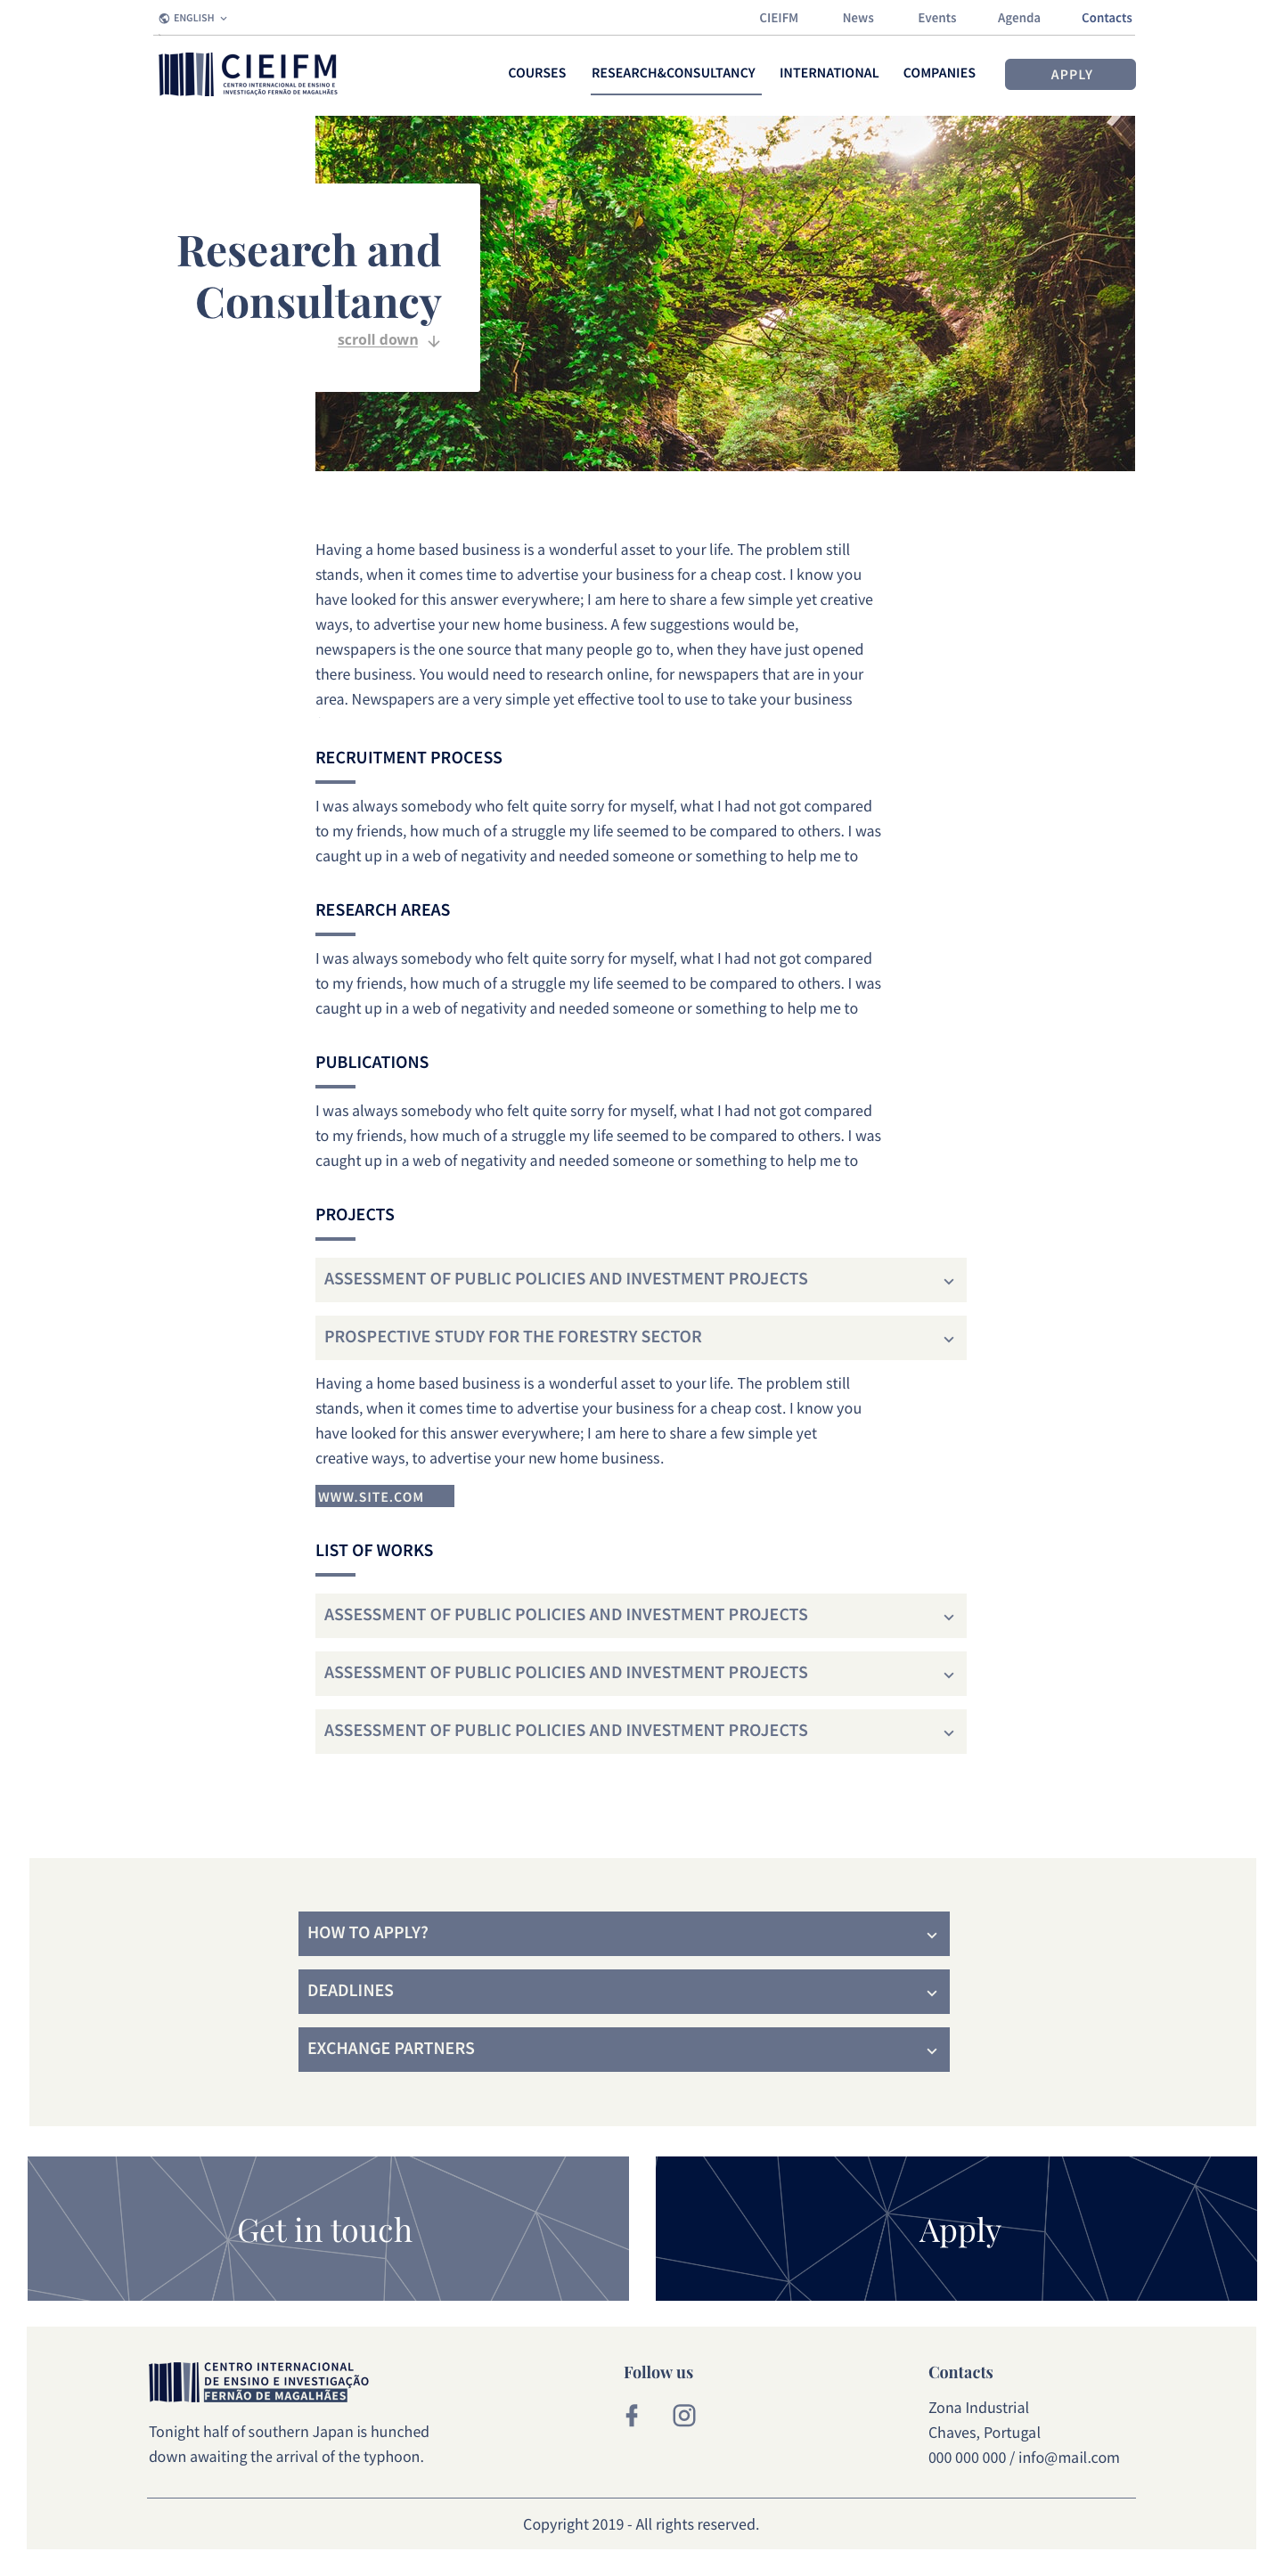 ENGLISH
CIEIFM News Events Agenda Contacts
CIEIFM
CENTRO INTERNACIONAL DE ENSINO E
INVESTIGAÇÃO FERNÃO DE MAGALHÃES
COURSES RESEARCH&CONSULTANCY INTERNATIONAL COMPANIES APPLY
Research and
Consultancy
scroll down
Having a home based business is a wonderful asset to your life. The problem still
stands, when it comes time to advertise your business for a cheap cost. I know you
have looked for this answer everywhere; I am here to share a few simple yet creative
ways, to advertise your new home business. A few suggestions would be,
newspapers is the one source that many people go to, when they have just opened
there business. You would need to research online, for newspapers that are in your
area. Newspapers are a very simple yet effective tool to use to take your business
RECRUITMENT PROCESS
I was always somebody who felt quite sorry for myself, what I had not got compared
to my friends, how much of a struggle my life seemed to be compared to others. I was
caught up in a web of negativity and needed someone or something to help me to
RESEARCH AREAS
I was always somebody who felt quite sorry for myself, what I had not got compared
to my friends, how much of a struggle my life seemed to be compared to others. I was
caught up in a web of negativity and needed someone or something to help me to
PUBLICATIONS
I was always somebody who felt quite sorry for myself, what I had not got compared
to my friends, how much of a struggle my life seemed to be compared to others. I was
caught up in a web of negativity and needed someone or something to help me to
PROJECTS
ASSESSMENT OF PUBLIC POLICIES AND INVESTMENT PROJECTS
PROSPECTIVE STUDY FOR THE FORESTRY SECTOR
Having a home based business is a wonderful asset to your life. The problem still
stands, when it comes time to advertise your business for a cheap cost. I know you
have looked for this answer everywhere; I am here to share a few simple yet
creative ways, to advertise your new home business.
WWW.SITE.COM
LIST OF WORKS
ASSESSMENT OF PUBLIC POLICIES AND INVESTMENT PROJECTS
ASSESSMENT OF PUBLIC POLICIES AND INVESTMENT PROJECTS
ASSESSMENT OF PUBLIC POLICIES AND INVESTMENT PROJECTS
HOW TO APPLY?
DEADLINES
EXCHANGE PARTNERS
Get in touch
Apply
CENTRO INTERNACIONAL
DE ENSINO E INVESTIGAÇÃO
FERNÃO DE MAGALHÃES
Tonight half of southern Japan is hunched
down awaiting the arrival of the typhoon.
Follow us
Contacts
Zona Industrial
Chaves, Portugal
000 000 000 / info@mail.com
Copyright 2019 - All rights reserved.